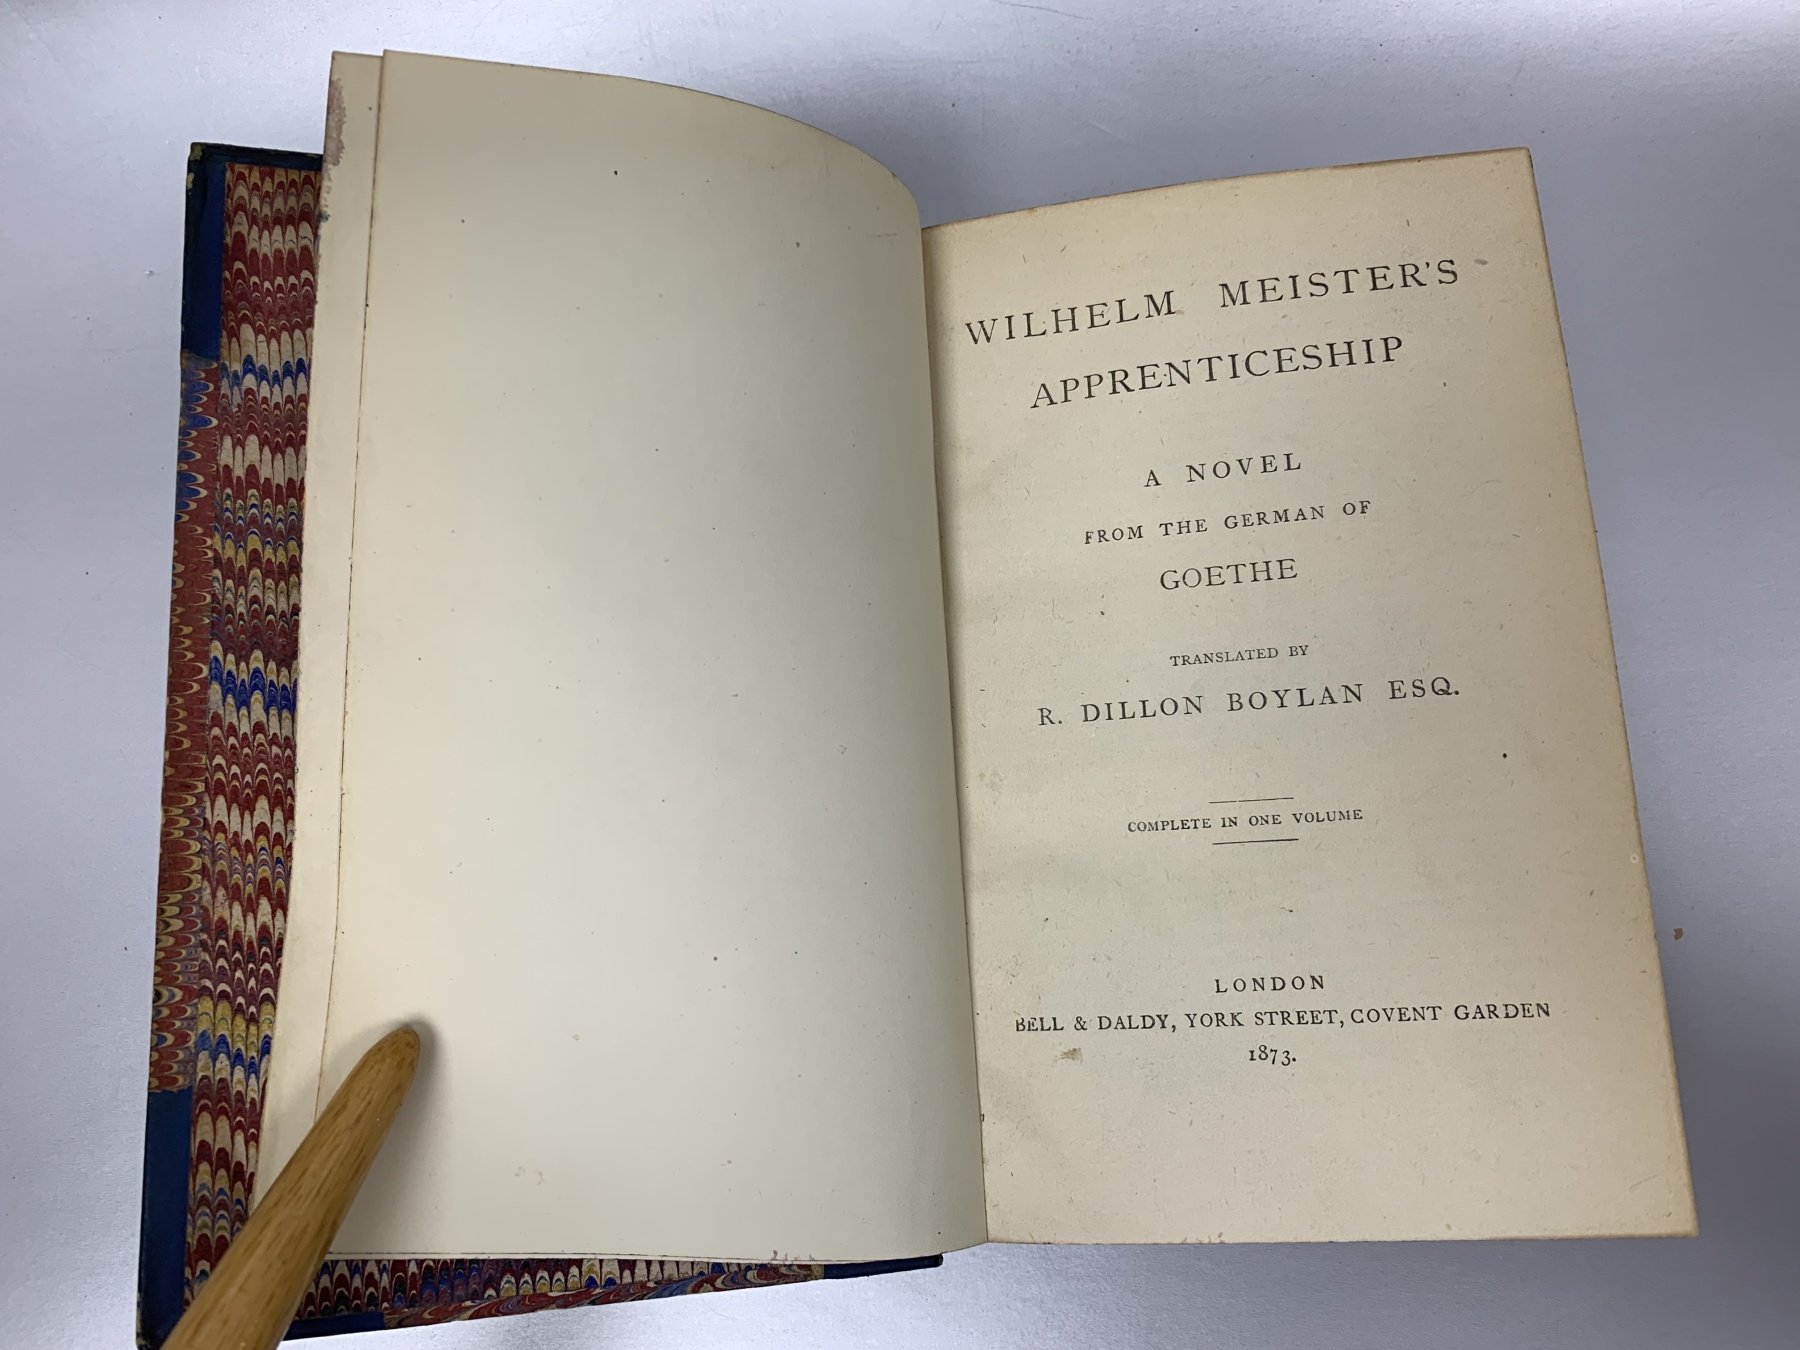 WILHELM MEISTER'S
APPRENTICESHIP
A NOVEL
FROM THE GERMAN OF
GOETHE
TRANSLATED BY
R. DILLON BOYLAN ESQ.
COMPLETE IN ONE VOLUME
LONDON
BELL & DALDY, YORK STREET, COVENT GARDEN
1873.